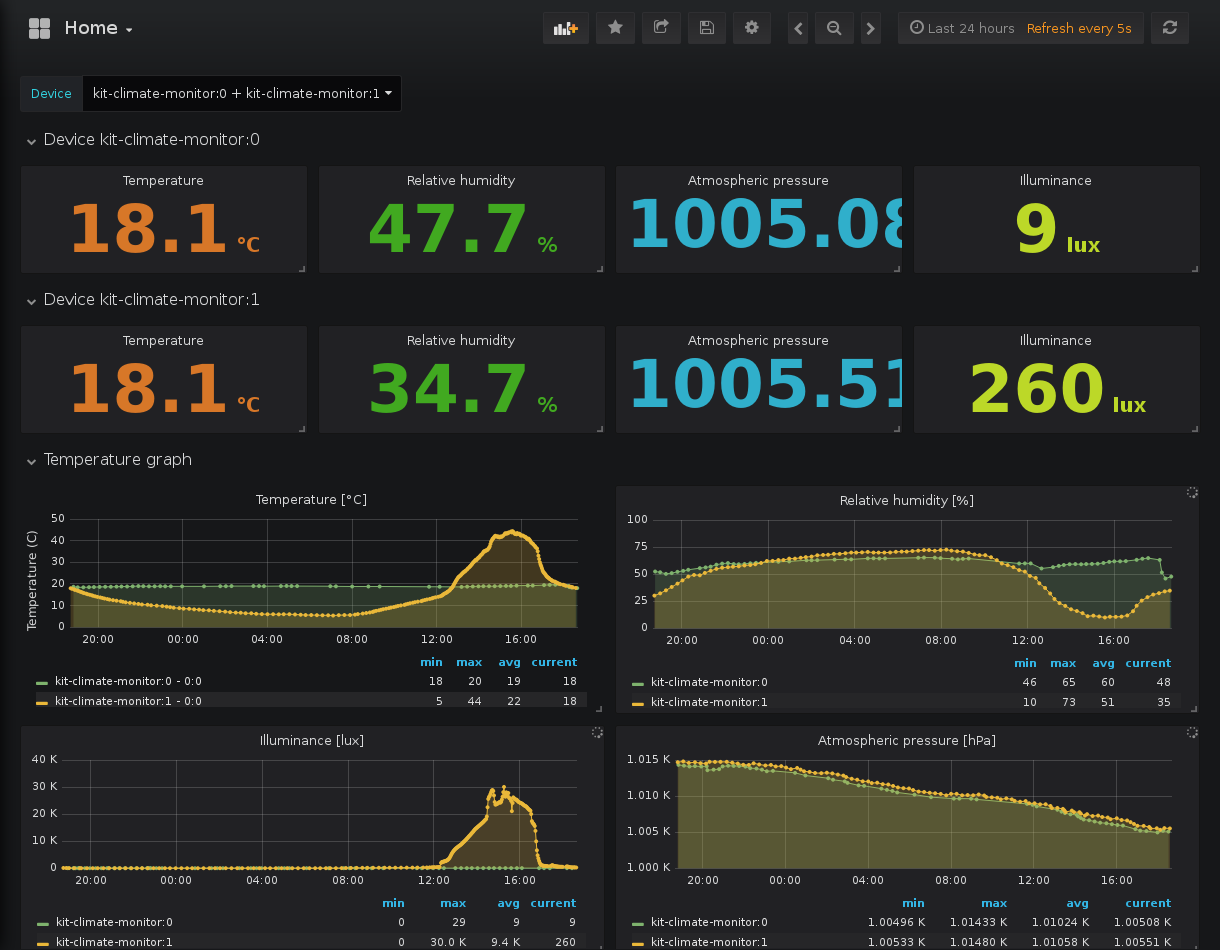 Home
Last 24 hours Refresh every 5s
Device kit-climate-monitor:0 + kit-climate-monitor:1
Device kit-climate-monitor:0
Temperature Relative humidity Atmospheric pressure Illuminance
18.1 °C 47.7 % 1005.08 9 lux
Device kit-climate-monitor:1
Temperature Relative humidity Atmospheric pressure Illuminance
18.1 °C 34.7 % 1005.51 260 lux
Temperature graph
Temperature [°C]
Temperature (C)
50
40
30
20
10
0
20:00 00:00 04:00 08:00 12:00 16:00
min max avg current
kit-climate-monitor:0 - 0:0 18 20 19 18
kit-climate-monitor:1 - 0:0 5 44 22 18
Relative humidity [%]
100
75
50
25
0
20:00 00:00 04:00 08:00 12:00 16:00
min max avg current
kit-climate-monitor:0 46 65 60 48
kit-climate-monitor:1 10 73 51 35
Illuminance [lux]
40 K
30 K
20 K
10 K
0
20:00 00:00 04:00 08:00 12:00 16:00
min max avg current
kit-climate-monitor:0 0 29 9 9
kit-climate-monitor:1 0 30.0 K 9.4 K 260
Atmospheric pressure [hPa]
1.015 K
1.010 K
1.005 K
1.000 K
20:00 00:00 04:00 08:00 12:00 16:00
min max avg current
kit-climate-monitor:0 1.00496 K 1.01433 K 1.01024 K 1.00508 K
kit-climate-monitor:1 1.00533 K 1.01480 K 1.01058 K 1.00551 K